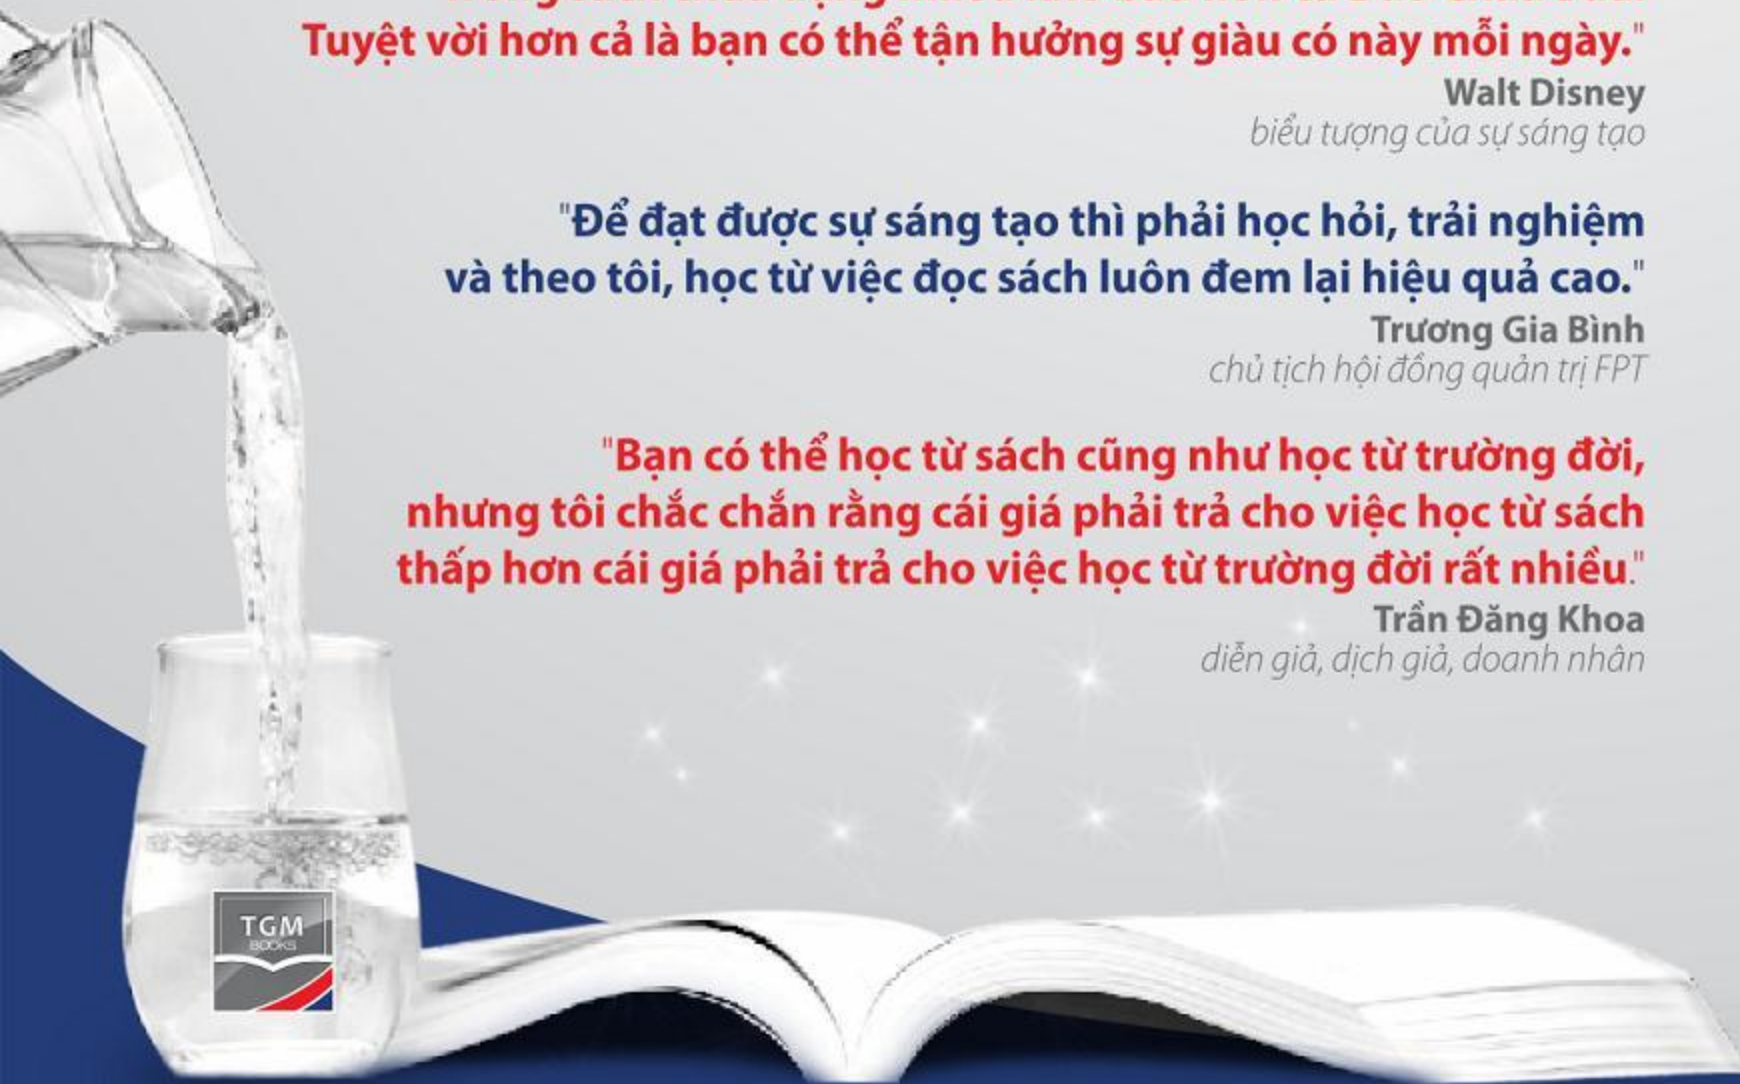 Tuyệt vời hơn cả là bạn có thể tận hưởng sự giàu có này mỗi ngày."
Walt Disney
biểu tượng của sự sáng tạo
"Để đạt được sự sáng tạo thì phải học hỏi, trải nghiệm
và theo tôi, học từ việc đọc sách luôn đem lại hiệu quả cao."
Trương Gia Bình
chủ tịch hội đồng quản trị FPT
"Bạn có thể học từ sách cũng như học từ trường đời,
nhưng tôi chắc chắn rằng cái giá phải trả cho việc học từ sách
thấp hơn cái giá phải trả cho việc học từ trường đời rất nhiều."
Trần Đăng Khoa
diễn giả, dịch giả, doanh nhân
TGM
BOOKS